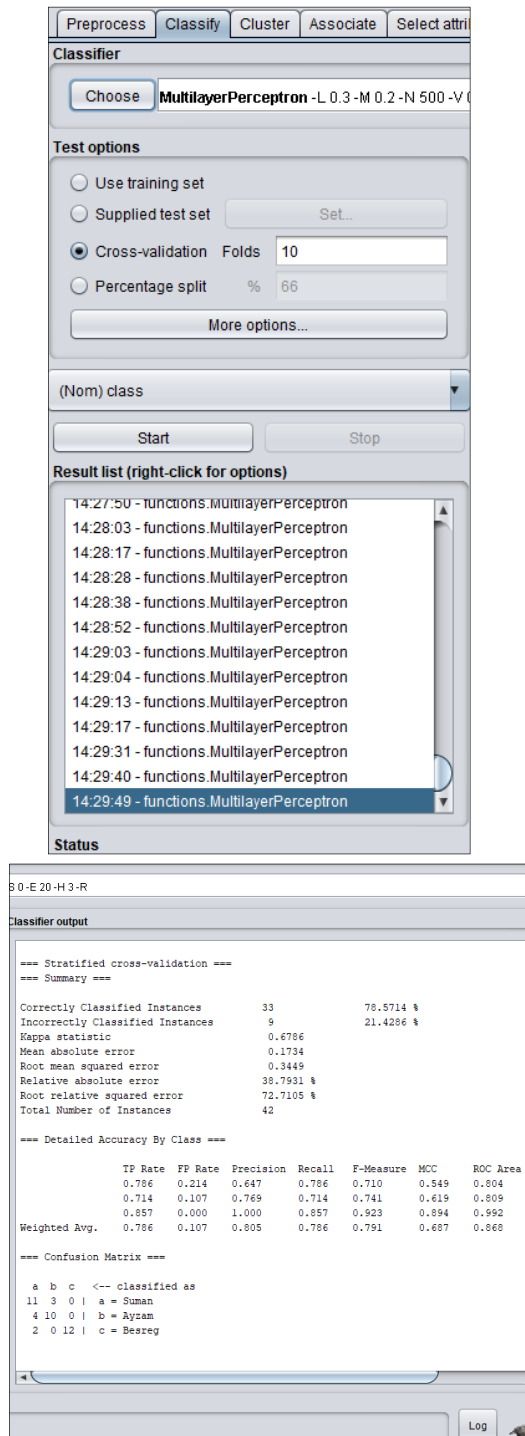 Preprocess Classify Cluster Associate Select attri
Classifier
Choose MultilayerPerceptron -L 0.3 -M 0.2 -N 500 -V
Test options
Use training set
Supplied test set Set...
Cross-validation Folds 10
Percentage split % 66
More options...
(Nom) class
Start Stop
Result list (right-click for options)
14:27:50 - functions.MultilayerPerceptron
14:28:03 - functions.MultilayerPerceptron
14:28:17 - functions.MultilayerPerceptron
14:28:28 - functions.MultilayerPerceptron
14:28:38 - functions.MultilayerPerceptron
14:28:52 - functions.MultilayerPerceptron
14:29:03 - functions.MultilayerPerceptron
14:29:04 - functions.MultilayerPerceptron
14:29:13 - functions.MultilayerPerceptron
14:29:17 - functions.MultilayerPerceptron
14:29:31 - functions.MultilayerPerceptron
14:29:40 - functions.MultilayerPerceptron
14:29:49 - functions.MultilayerPerceptron
Status
S 0 -E 20 -H 3 -R
Classifier output
=== Stratified cross-validation ===
=== Summary ===
Correctly Classified Instances 33 78.5714 %
Incorrectly Classified Instances 9 21.4286 %
Kappa statistic 0.6786
Mean absolute error 0.1734
Root mean squared error 0.3449
Relative absolute error 38.7931 %
Root relative squared error 72.7105 %
Total Number of Instances 42
=== Detailed Accuracy By Class ===
TP Rate FP Rate Precision Recall F-Measure MCC ROC Area
0.786 0.214 0.647 0.786 0.710 0.549 0.804
0.714 0.107 0.769 0.714 0.741 0.619 0.809
0.857 0.000 1.000 0.857 0.923 0.894 0.992
Weighted Avg. 0.786 0.107 0.805 0.786 0.791 0.687 0.868
=== Confusion Matrix ===
a b c <-- classified as
11 3 0 | a = Suman
4 10 0 | b = Ayzam
2 0 12 | c = Besreg
Log